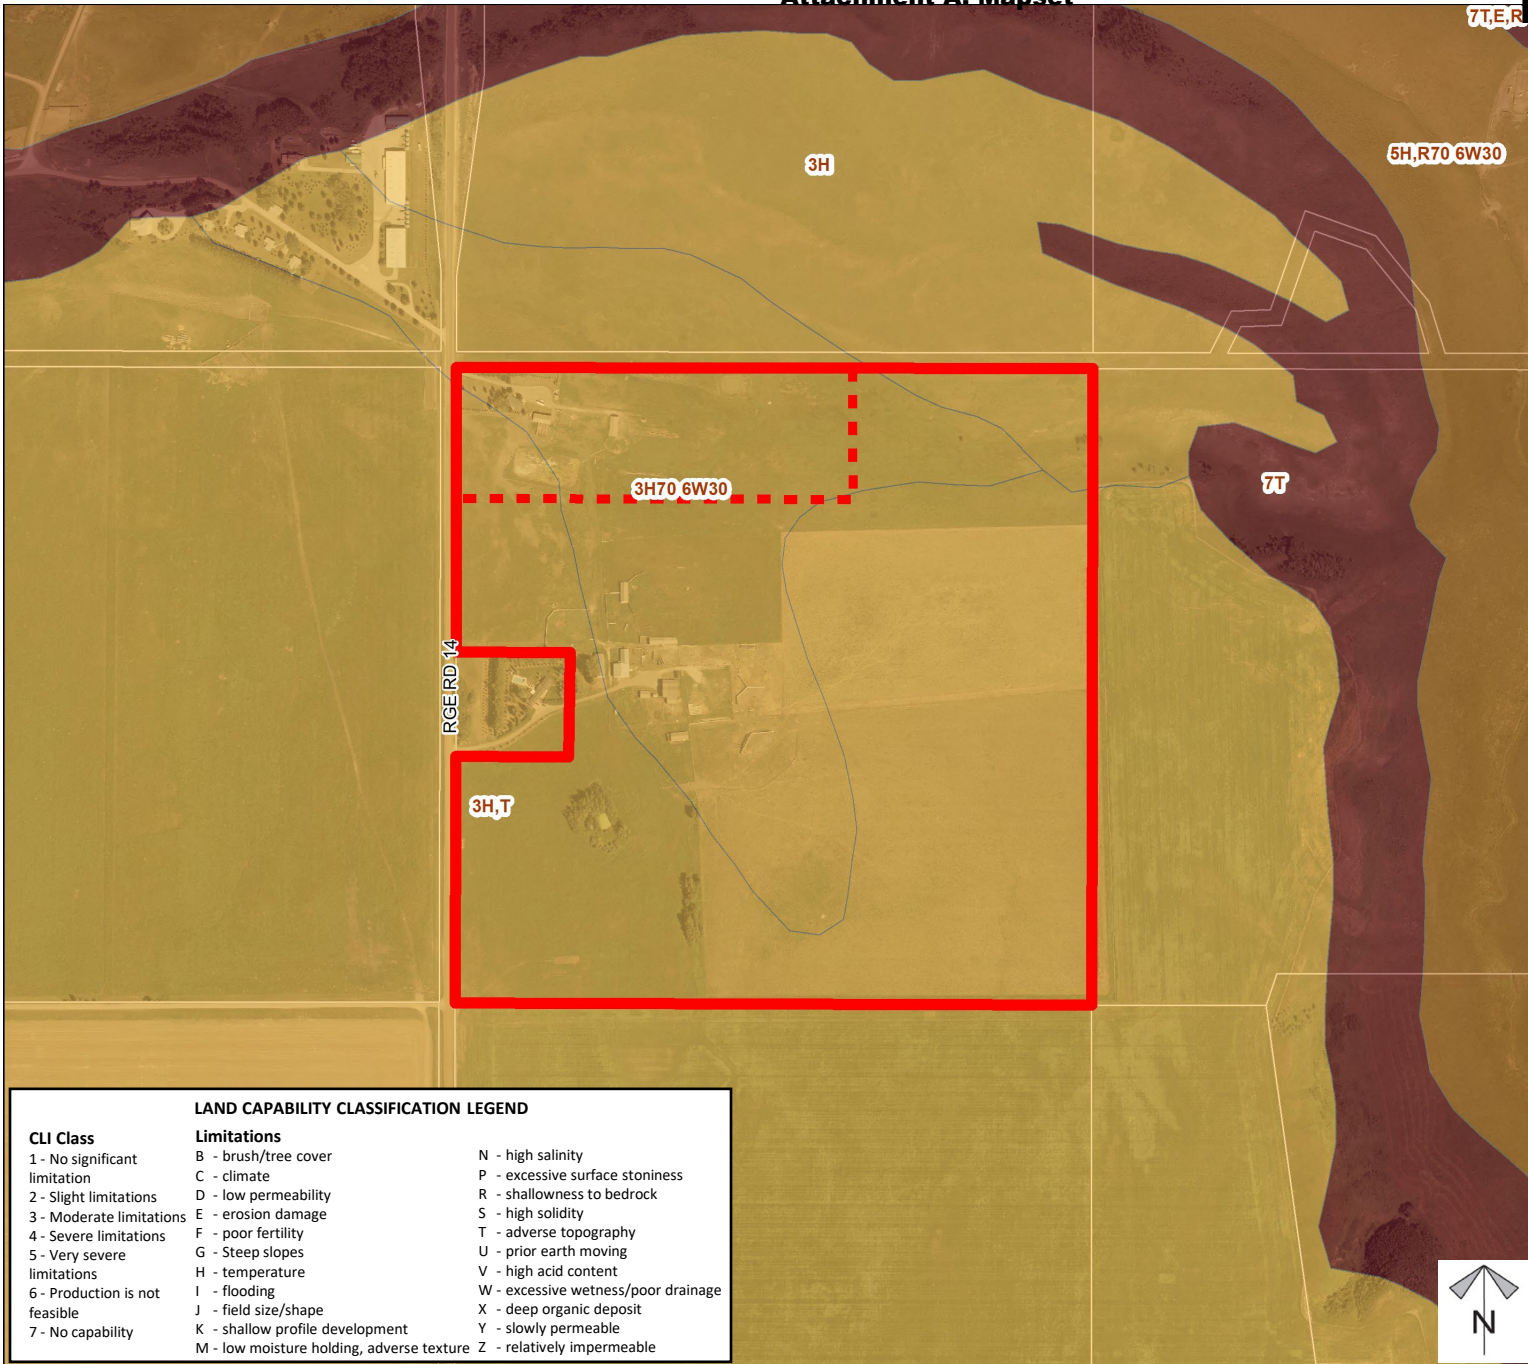 Attachment A: Mapset
7T,E,R
3H
5H,R70 6W30
3H70 6W30
7T
RGE RD 14
3H,T
LAND CAPABILITY CLASSIFICATION LEGEND
CLI Class
1 - No significant
limitation
2 - Slight limitations
3 - Moderate limitations
4 - Severe limitations
5 - Very severe
limitations
6 - Production is not
feasible
7 - No capability
Limitations
B - brush/tree cover
C - climate
D - low permeability
E - erosion damage
F - poor fertility
G - Steep slopes
H - temperature
I - flooding
J - field size/shape
K - shallow profile development
M - low moisture holding, adverse texture
N - high salinity
P - excessive surface stoniness
R - shallowness to bedrock
S - high solidity
T - adverse topography
U - prior earth moving
V - high acid content
W - excessive wetness/poor drainage
X - deep organic deposit
Y - slowly permeable
Z - relatively impermeable
N